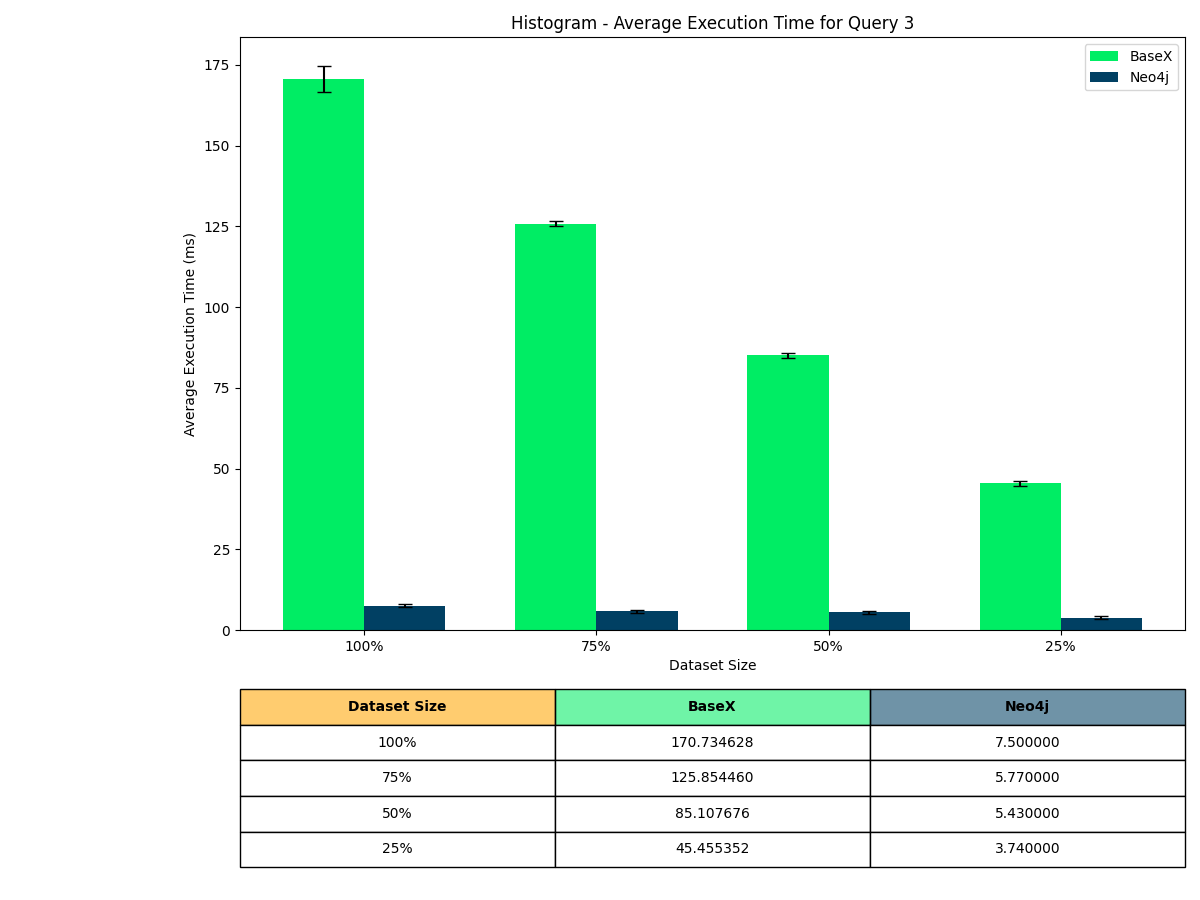 Histogram - Average Execution Time for Query 3
BaseX
Neo4j
Average Execution Time (ms)
175
150
125
100
75
50
25
0
100% 75% 50% 25%
Dataset Size
Dataset Size BaseX Neo4j
100% 170.734628 7.500000
75% 125.854460 5.770000
50% 85.107676 5.430000
25% 45.455352 3.740000